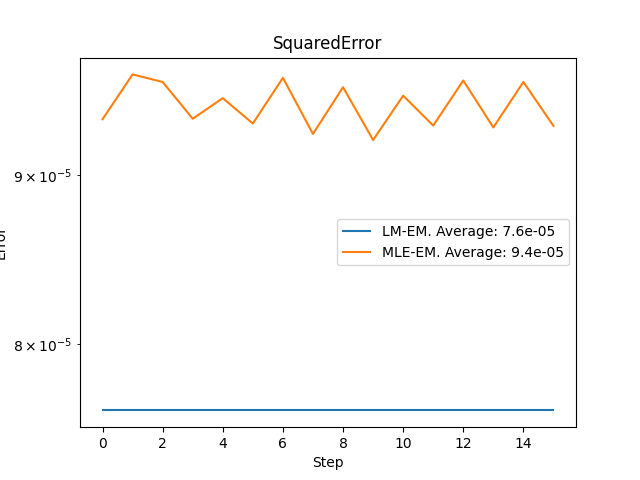 SquaredError
9 × 10⁻⁵
LM-EM. Average: 7.6e-05
MLE-EM. Average: 9.4e-05
Error
8 × 10⁻⁵
0 2 4 6 8 10 12 14
Step